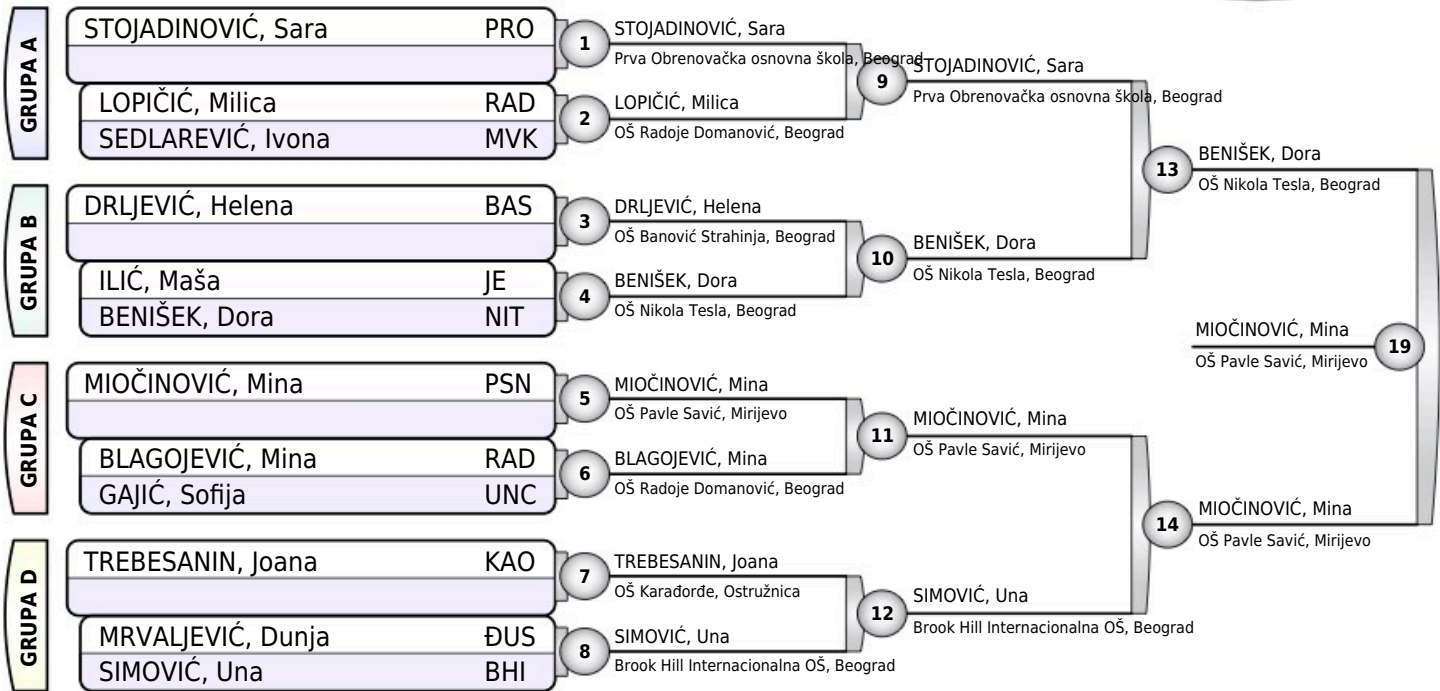 GRUPA A
STOJADINOVIĆ, Sara PRO
LOPIČIĆ, Milica RAD
SEDLAREVIĆ, Ivona MVK
GRUPA B
DRLJEVIĆ, Helena BAS
ILIĆ, Maša JE
BENIŠEK, Dora NIT
GRUPA C
MIOČINOVIĆ, Mina PSN
BLAGOJEVIĆ, Mina RAD
GAJIĆ, Sofija UNC
GRUPA D
TREBESANIN, Joana KAO
MRVALJEVIĆ, Dunja ĐUS
SIMOVIĆ, Una BHI
1
STOJADINOVIĆ, Sara
Prva Obrenovačka osnovna škola, Beograd
2
LOPIČIĆ, Milica
OŠ Radoje Domanović, Beograd
3
DRLJEVIĆ, Helena
OŠ Banović Strahinja, Beograd
4
BENIŠEK, Dora
OŠ Nikola Tesla, Beograd
5
MIOČINOVIĆ, Mina
OŠ Pavle Savić, Mirijevo
6
BLAGOJEVIĆ, Mina
OŠ Radoje Domanović, Beograd
7
TREBESANIN, Joana
OŠ Karađorđe, Ostružnica
8
SIMOVIĆ, Una
Brook Hill Internacionalna OŠ, Beograd
9
STOJADINOVIĆ, Sara
Prva Obrenovačka osnovna škola, Beograd
10
BENIŠEK, Dora
OŠ Nikola Tesla, Beograd
11
MIOČINOVIĆ, Mina
OŠ Pavle Savić, Mirijevo
12
SIMOVIĆ, Una
Brook Hill Internacionalna OŠ, Beograd
13
BENIŠEK, Dora
OŠ Nikola Tesla, Beograd
14
MIOČINOVIĆ, Mina
OŠ Pavle Savić, Mirijevo
MIOČINOVIĆ, Mina
OŠ Pavle Savić, Mirijevo
19